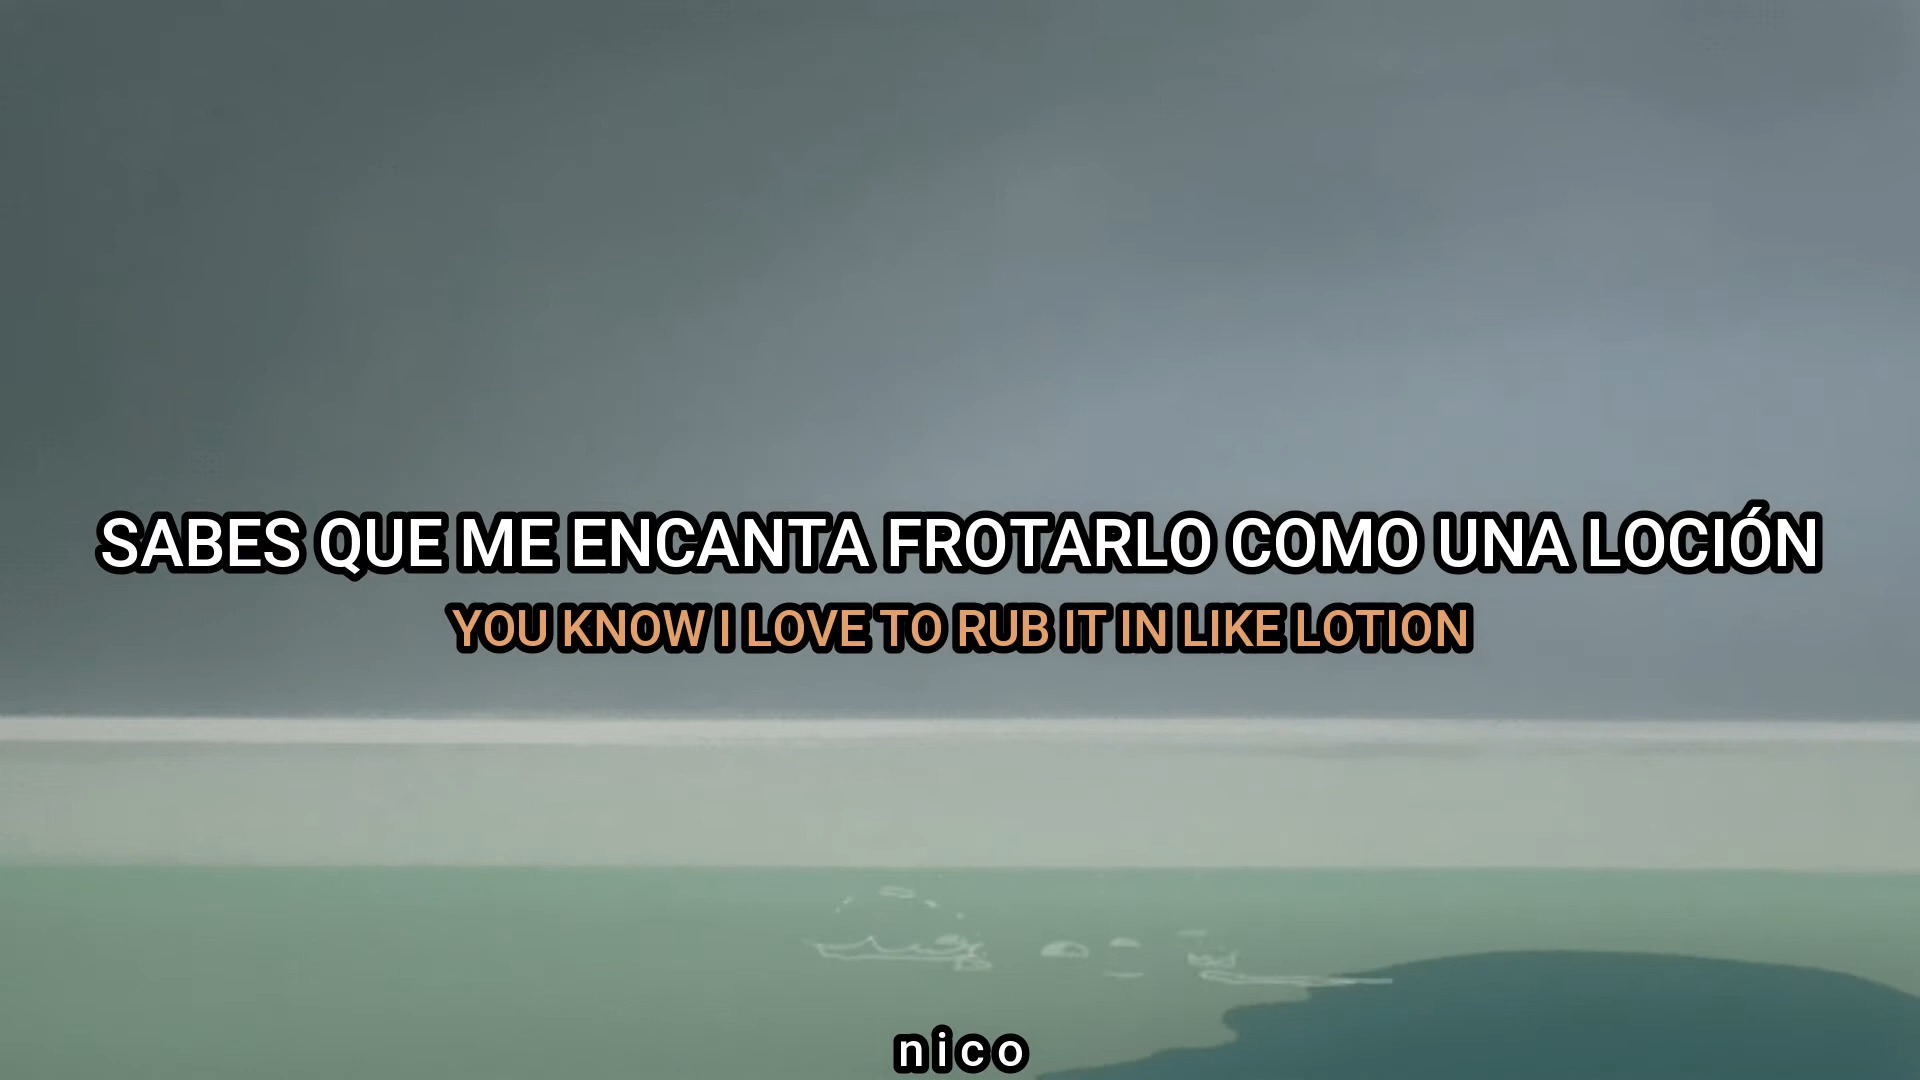 SABES QUE ME ENCANTA FROTARLO COMO UNA LOCIÓN
YOU KNOW I LOVE TO RUB IT IN LIKE LOTION
nico